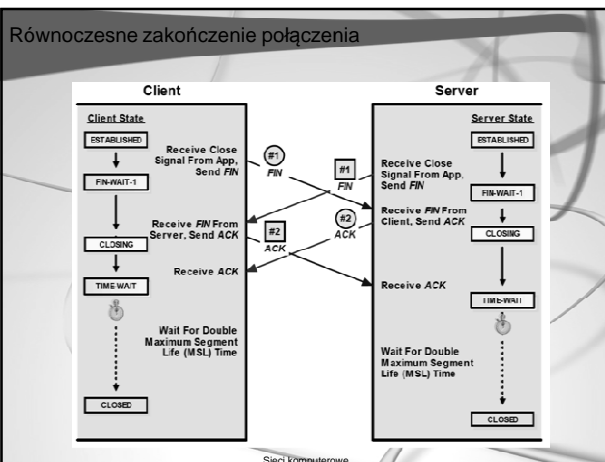 Równoczesne zakończenie połączenia
Client
Server
Client State
ESTABLISHED
FIN-WAIT-1
CLOSING
TIME-WAIT
CLOSED
Receive Close
Signal From App,
Send FIN
Receive FIN From
Server, Send ACK
Receive ACK
Wait For Double
Maximum Segment
Life (MSL) Time
#1
FIN
#1
FIN
#2
ACK
#2
ACK
Server State
ESTABLISHED
FIN-WAIT-1
CLOSING
TIME-WAIT
CLOSED
Receive Close
Signal From App,
Send FIN
Receive FIN From
Client, Send ACK
Receive ACK
Wait For Double
Maximum Segment
Life (MSL) Time
Sieci komputerowe